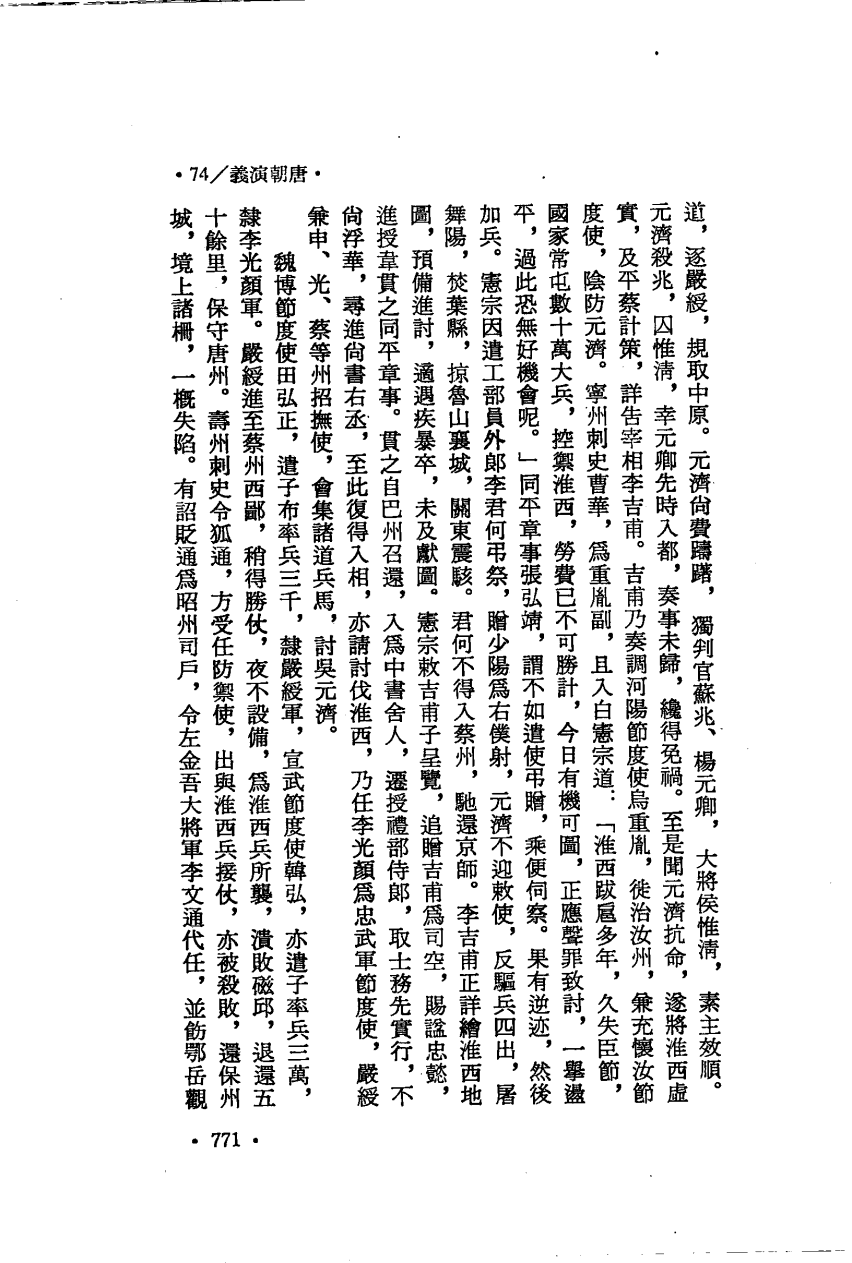 ·74／義演朝唐·
道，逐嚴綬，規取中原。元濟尙費躊躇，獨判官蘇兆、楊元卿，大將侯惟淸，素主效順。
元濟殺兆，囚惟淸，幸元卿先時入都，奏事未歸，纔得免禍。至是聞元濟抗命，遂將淮西虛
實，及平蔡計策，詳吿宰相李吉甫。吉甫乃奏調河陽節度使烏重胤，徙治汝州，兼充懷汝節
度使，陰防元濟。寧州刺史曹華，爲重胤副，且入白憲宗道：「淮西跋扈多年，久失臣節，
國家常屯數十萬大兵，控禦淮西，勞費已不可勝計，今日有機可圖，正應聲罪致討，一擧盪
平，過此恐無好機會呢。」同平章事張弘靖，謂不如遣使弔贈，乘便伺察。果有逆迹，然後
加兵。憲宗因遣工部員外郎李君何弔祭，贈少陽爲右僕射，元濟不迎敕使，反驅兵四出，屠
舞陽，焚葉縣，掠魯山襄城，關東震駭。君何不得入蔡州，馳還京師。李吉甫正詳繪淮西地
圖，預備進討，適遇疾暴卒，未及獻圖。憲宗敕吉甫子呈覽，追贈吉甫爲司空，賜謚忠懿，
進授韋貫之同平章事。貫之自巴州召還，入爲中書舍人，遷授禮部侍郎，取士務先實行，不
尙浮華，尋進尙書右丞，至此復得入相，亦請討伐淮西，乃任李光顏爲忠武軍節度使，嚴綬
兼申、光、蔡等州招撫使，會集諸道兵馬，討吳元濟。
魏博節度使田弘正，遣子布率兵三千，隸嚴綬軍，宣武節度使韓弘，亦遣子率兵三萬，
隸李光顏軍。嚴綬進至蔡州西鄙，稍得勝仗，夜不設備，爲淮西兵所襲，潰敗磁邱，退還五
十餘里，保守唐州。壽州刺史令狐通，方受任防禦使，出與淮西兵接仗，亦被殺敗，還保州
城，境上諸柵，一概失陷。有詔貶通爲昭州司戶，令左金吾大將軍李文通代任，並飭鄂岳觀
·771·